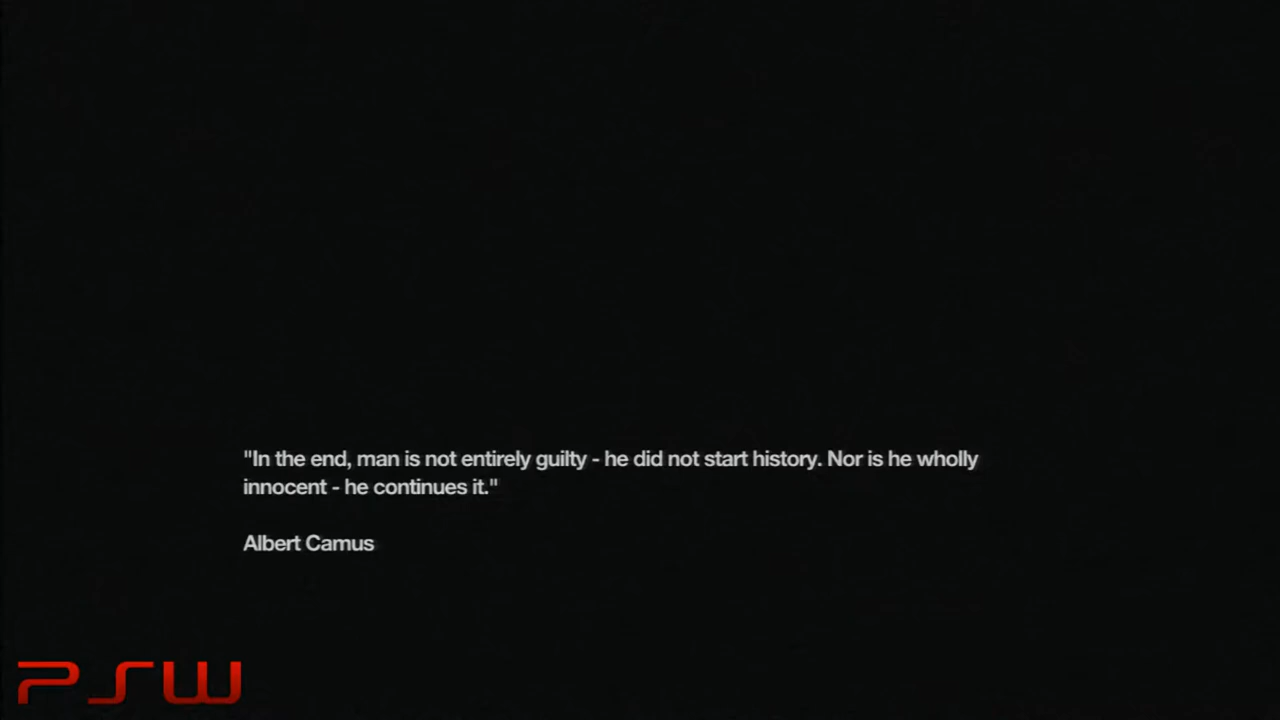 "In the end, man is not entirely guilty - he did not start history. Nor is he wholly
innocent - he continues it."
Albert Camus
PSW